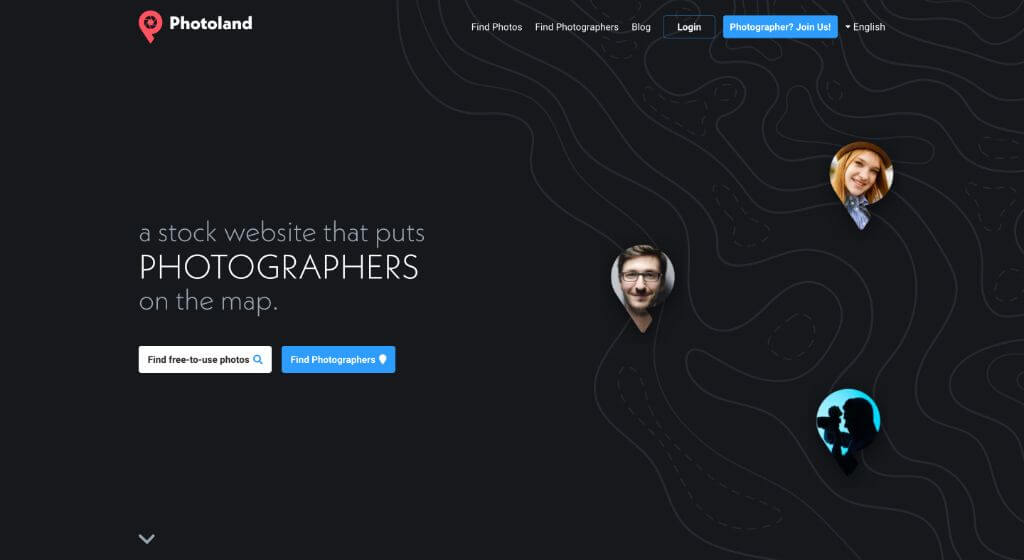 Photoland
Find Photos
Find Photographers
Blog
Login
Photographer? Join Us!
English
a stock website that puts
PHOTOGRAPHERS
on the map.
Find free-to-use photos
Find Photographers